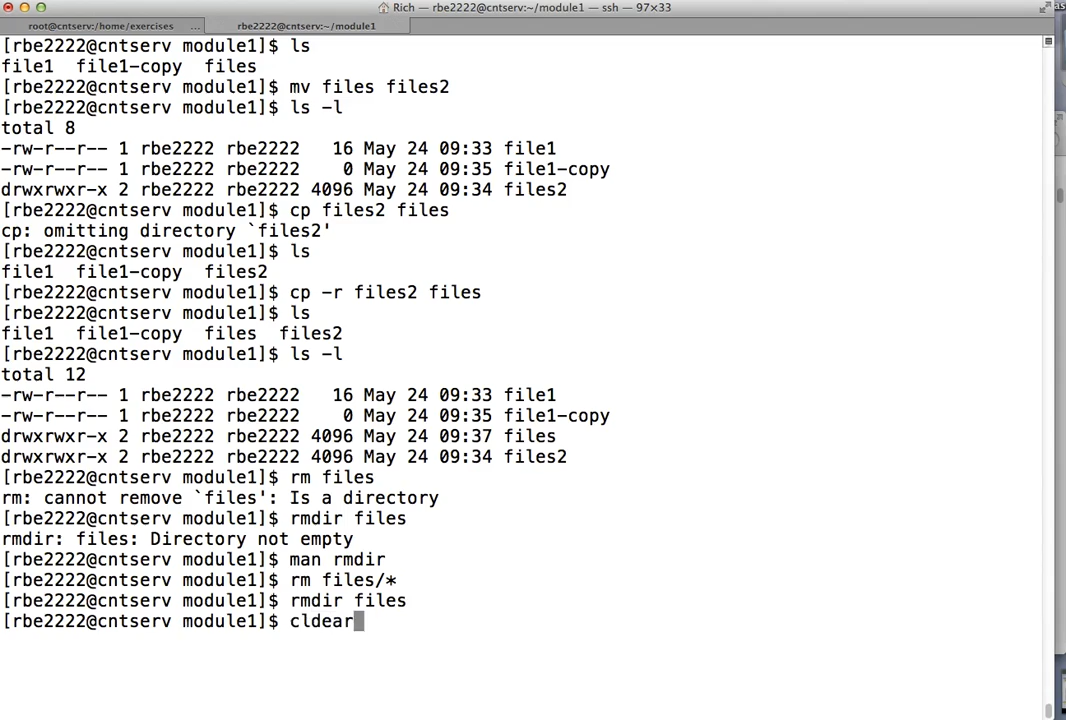 Rich — rbe2222@cntserv:~/module1 — ssh — 97×33
root@cntserv:/home/exercises ... rbe2222@cntserv:~/module1
[rbe2222@cntserv module1]$ ls
file1  file1-copy  files
[rbe2222@cntserv module1]$ mv files files2
[rbe2222@cntserv module1]$ ls -l
total 8
-rw-r--r-- 1 rbe2222 rbe2222   16 May 24 09:33 file1
-rw-r--r-- 1 rbe2222 rbe2222    0 May 24 09:35 file1-copy
drwxrwxr-x 2 rbe2222 rbe2222 4096 May 24 09:34 files2
[rbe2222@cntserv module1]$ cp files2 files
cp: omitting directory `files2'
[rbe2222@cntserv module1]$ ls
file1  file1-copy  files2
[rbe2222@cntserv module1]$ cp -r files2 files
[rbe2222@cntserv module1]$ ls
file1  file1-copy  files  files2
[rbe2222@cntserv module1]$ ls -l
total 12
-rw-r--r-- 1 rbe2222 rbe2222   16 May 24 09:33 file1
-rw-r--r-- 1 rbe2222 rbe2222    0 May 24 09:35 file1-copy
drwxrwxr-x 2 rbe2222 rbe2222 4096 May 24 09:37 files
drwxrwxr-x 2 rbe2222 rbe2222 4096 May 24 09:34 files2
[rbe2222@cntserv module1]$ rm files
rm: cannot remove `files': Is a directory
[rbe2222@cntserv module1]$ rmdir files
rmdir: files: Directory not empty
[rbe2222@cntserv module1]$ man rmdir
[rbe2222@cntserv module1]$ rm files/*
[rbe2222@cntserv module1]$ rmdir files
[rbe2222@cntserv module1]$ cldear